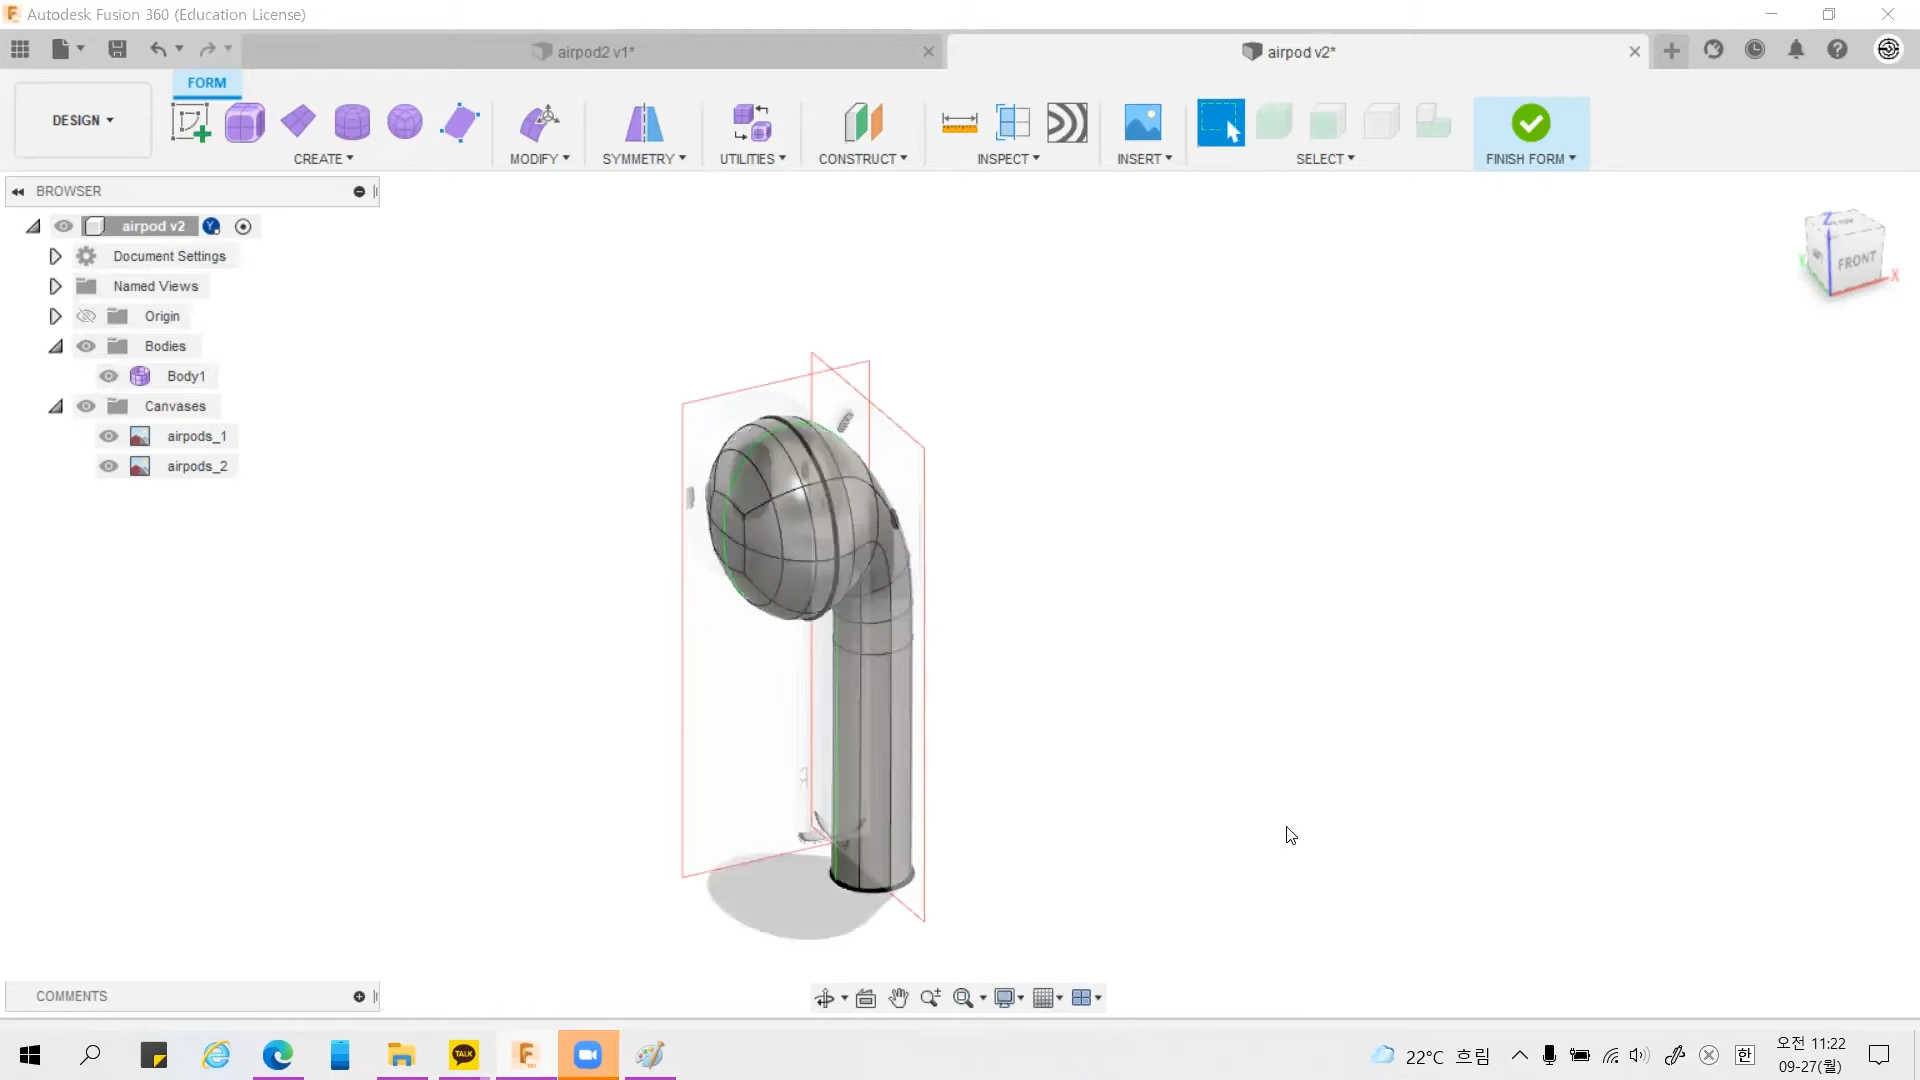 Autodesk Fusion 360 (Education License)
airpod2 v1*
airpod v2*
FORM
DESIGN
CREATE
MODIFY
SYMMETRY
UTILITIES
CONSTRUCT
INSPECT
INSERT
SELECT
FINISH FORM
BROWSER
airpod v2
Document Settings
Named Views
Origin
Bodies
Body1
Canvases
airpods_1
airpods_2
Z
FRONT
Y
X
COMMENTS
TALK
22°C 흐림
한
오전 11:22
09-27(월)